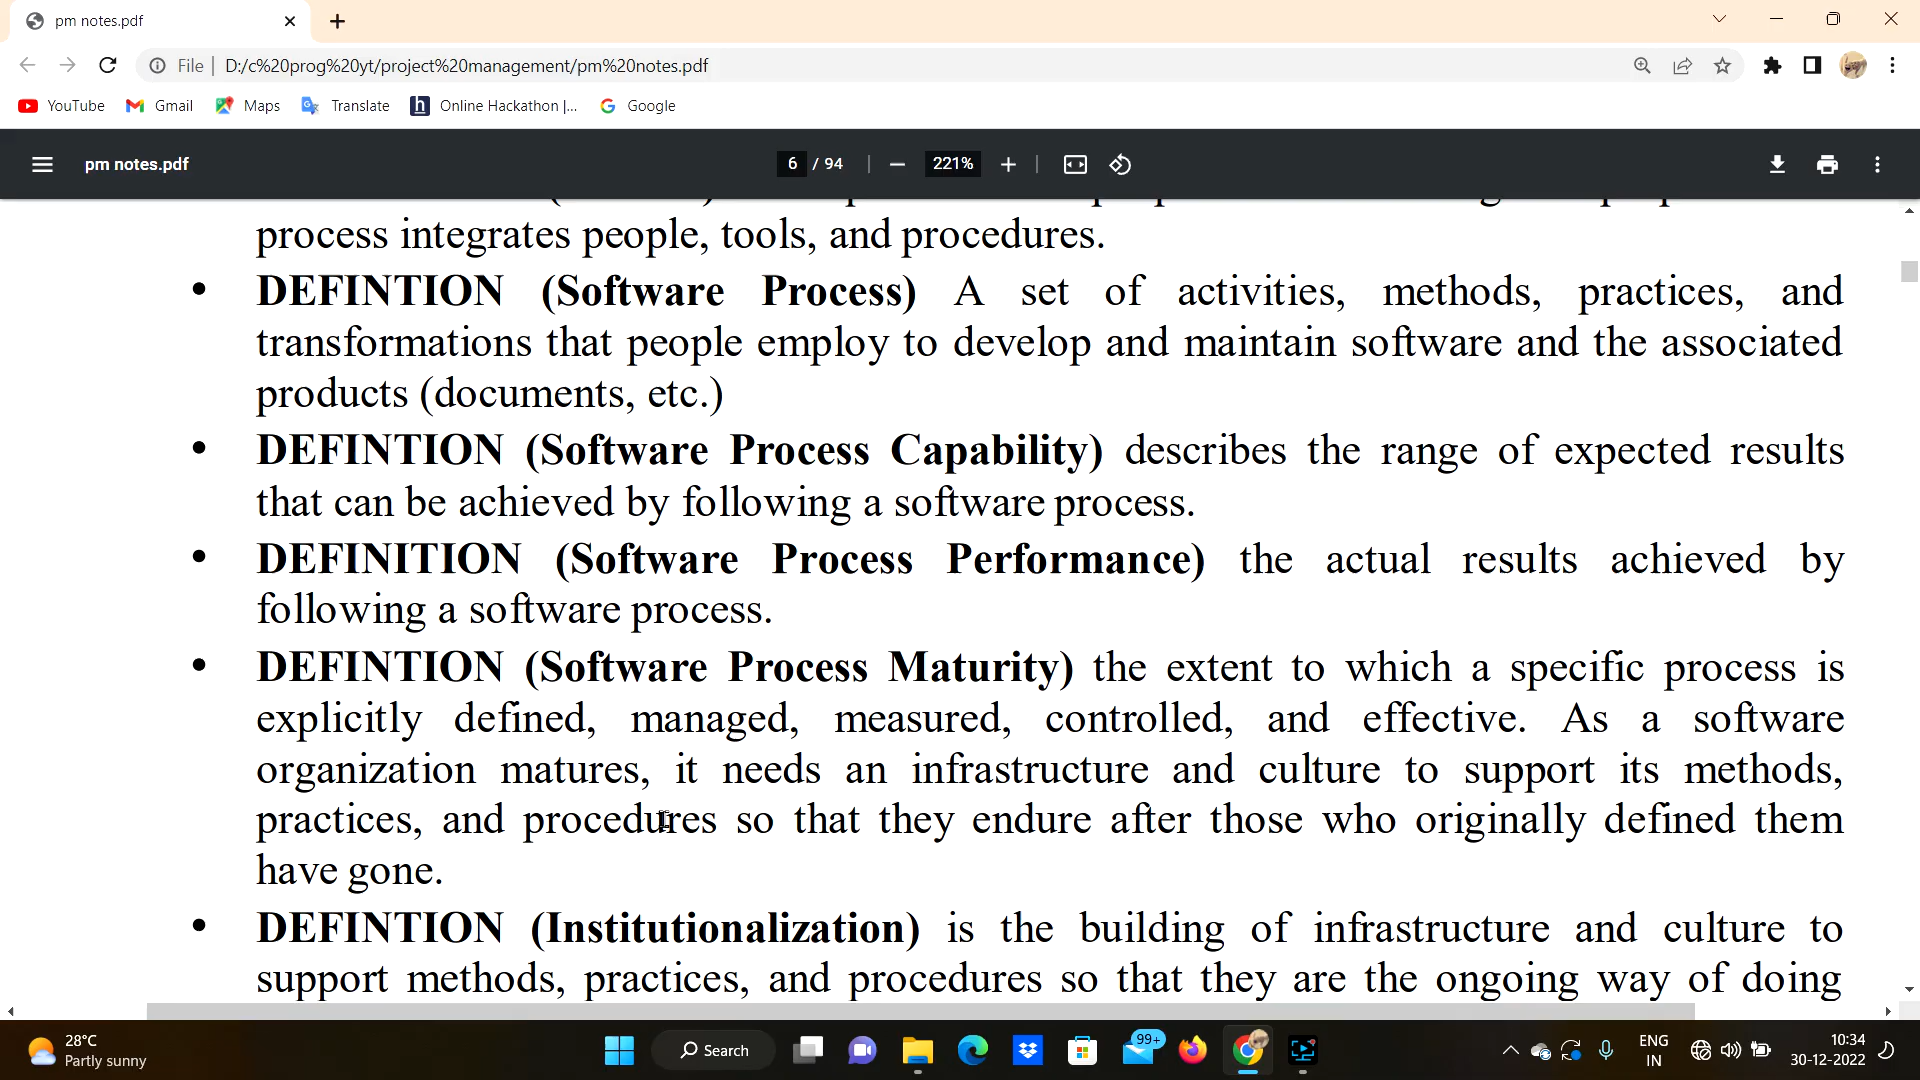 pm notes.pdf
File | D:/c%20prog%20yt/project%20management/pm%20notes.pdf
YouTube Gmail Maps Translate Online Hackathon |... Google
pm notes.pdf 6 / 94 221%
process integrates people, tools, and procedures.
• DEFINTION (Software Process) A set of activities, methods, practices, and
transformations that people employ to develop and maintain software and the associated
products (documents, etc.)
• DEFINTION (Software Process Capability) describes the range of expected results
that can be achieved by following a software process.
• DEFINITION (Software Process Performance) the actual results achieved by
following a software process.
• DEFINTION (Software Process Maturity) the extent to which a specific process is
explicitly defined, managed, measured, controlled, and effective. As a software
organization matures, it needs an infrastructure and culture to support its methods,
practices, and procedures so that they endure after those who originally defined them
have gone.
• DEFINTION (Institutionalization) is the building of infrastructure and culture to
support methods, practices, and procedures so that they are the ongoing way of doing
28°C
Partly sunny
Search
99+
ENG
IN
10:34
30-12-2022